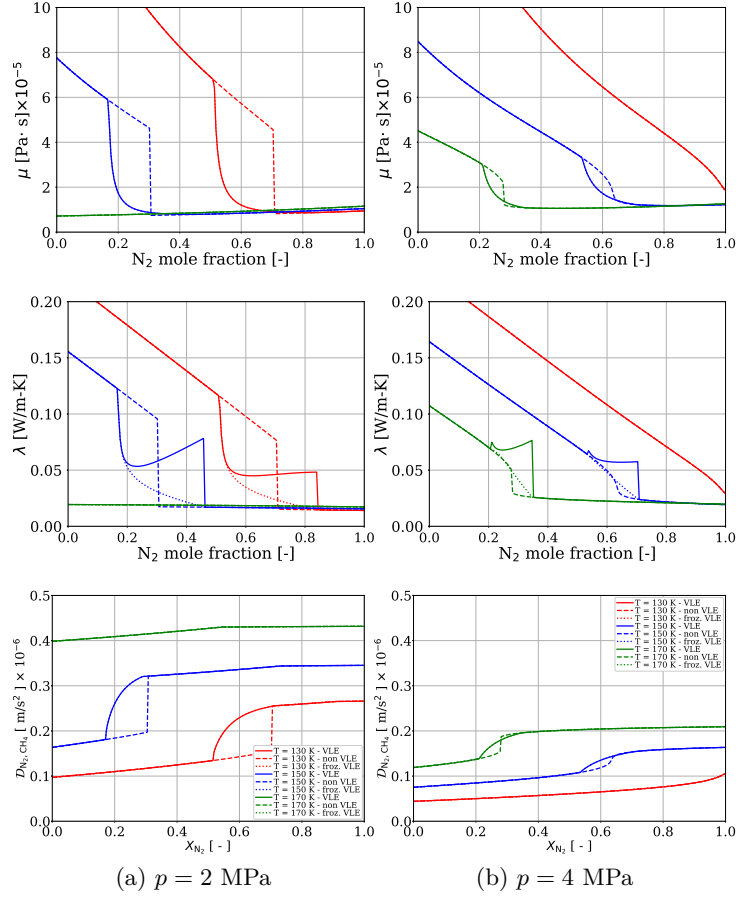 10
8
6
4
2
0
0.0 0.2 0.4 0.6 0.8 1.0
μ [Pa· s]×10⁻⁵
N₂ mole fraction [-]
10
8
6
4
2
0
0.0 0.2 0.4 0.6 0.8 1.0
μ [Pa· s]×10⁻⁵
N₂ mole fraction [-]
0.20
0.15
0.10
0.05
0.00
0.0 0.2 0.4 0.6 0.8 1.0
λ [W/m-K]
N₂ mole fraction [-]
0.20
0.15
0.10
0.05
0.00
0.0 0.2 0.4 0.6 0.8 1.0
λ [W/m-K]
N₂ mole fraction [-]
0.5
0.4
0.3
0.2
0.1
0.0
0.0 0.2 0.4 0.6 0.8 1.0
𝒟N₂, CH₄ [ m/s² ] × 10⁻⁶
XN₂ [ - ]
T = 130 K - VLE
T = 130 K - non VLE
T = 130 K - froz. VLE
T = 150 K - VLE
T = 150 K - non VLE
T = 150 K - froz. VLE
T = 170 K - VLE
T = 170 K - non VLE
T = 170 K - froz. VLE
0.5
0.4
0.3
0.2
0.1
0.0
0.0 0.2 0.4 0.6 0.8 1.0
𝒟N₂, CH₄ [ m/s² ] × 10⁻⁶
XN₂ [ - ]
T = 130 K - VLE
T = 130 K - non VLE
T = 130 K - froz. VLE
T = 150 K - VLE
T = 150 K - non VLE
T = 150 K - froz. VLE
T = 170 K - VLE
T = 170 K - non VLE
T = 170 K - froz. VLE
(a) p = 2 MPa
(b) p = 4 MPa